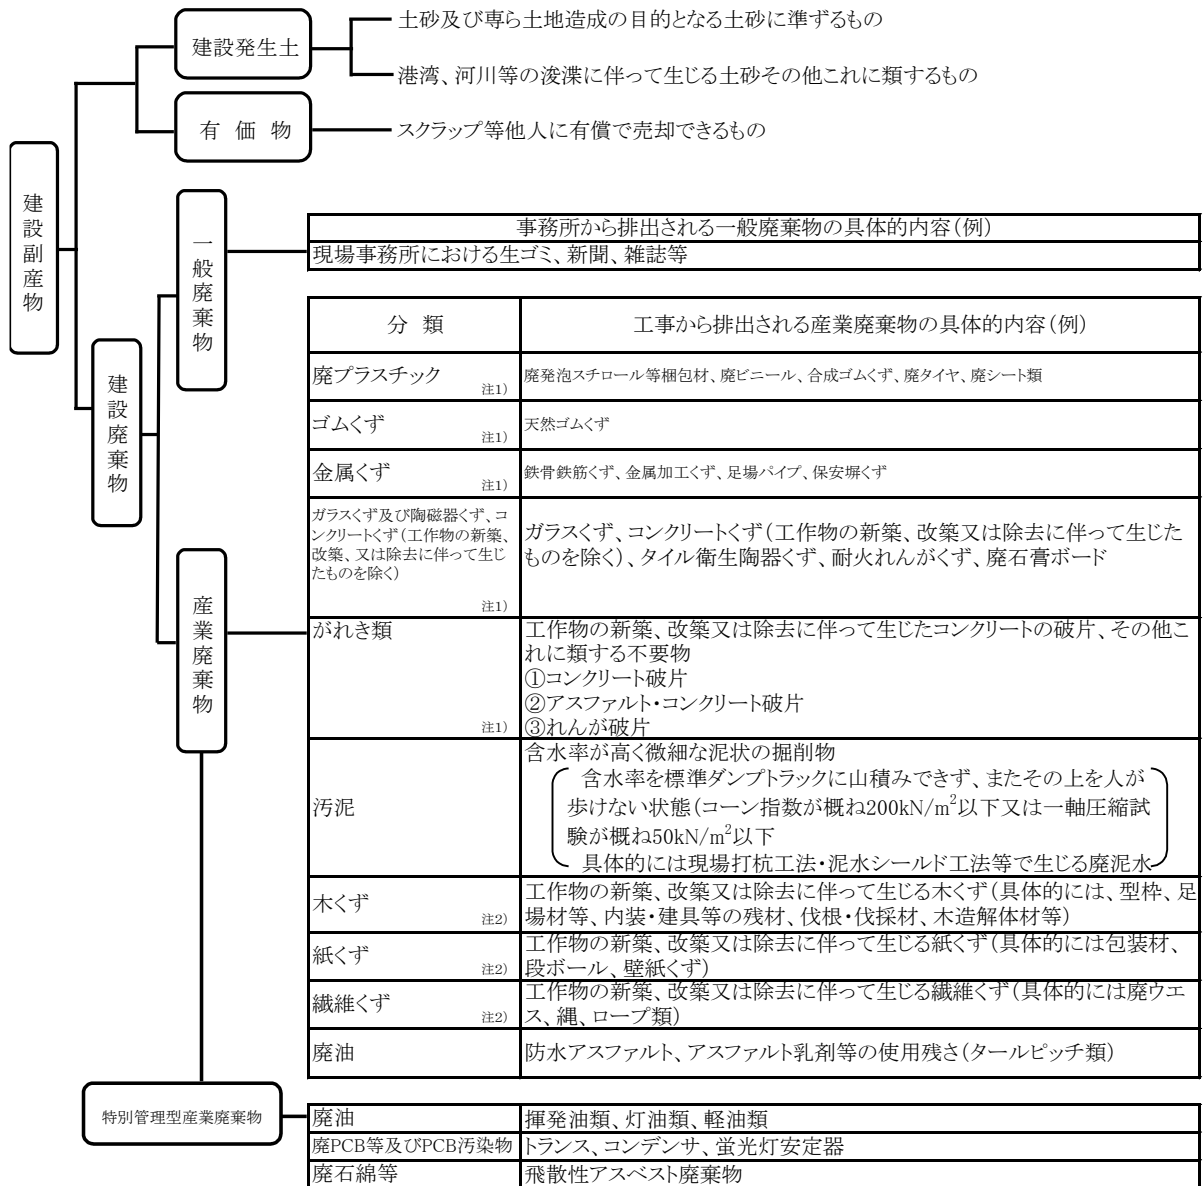 土砂及び専ら土地造成の目的となる土砂に準ずるもの
建設発生土
港湾、河川等の浚渫に伴って生じる土砂その他これに類するもの
有価物
スクラップ等他人に有償で売却できるもの
建設副産物
一般廃棄物
事務所から排出される一般廃棄物の具体的内容（例）
現場事務所における生ゴミ、新聞、雑誌等
建設廃棄物
分類
工事から排出される産業廃棄物の具体的内容（例）
廃プラスチック
注1）
廃発泡スチロール等梱包材、廃ビニール、合成ゴムくず、廃タイヤ、廃シート類
ゴムくず
注1）
天然ゴムくず
金属くず
注1）
鉄骨鉄筋くず、金属加工くず、足場パイプ、保安塀くず
ガラスくず及び陶磁器くず、コ
ンクリートくず（工作物の新築、
改築、又は除去に伴って生じ
たものを除く）
注1）
ガラスくず、コンクリートくず（工作物の新築、改築又は除去に伴って生じた
ものを除く）、タイル衛生陶器くず、耐火れんがくず、廃石膏ボード
産業廃棄物
がれき類
注1）
工作物の新築、改築又は除去に伴って生じたコンクリートの破片、その他こ
れに類する不要物
①コンクリート破片
②アスファルト・コンクリート破片
③れんが破片
汚泥
含水率が高く微細な泥状の掘削物
含水率を標準ダンプトラックに山積みできず、またその上を人が
歩けない状態（コーン指数が概ね200kN/m²以下又は一軸圧縮試
験が概ね50kN/m²以下
具体的には現場打杭工法・泥水シールド工法等で生じる廃泥水
木くず
注2）
工作物の新築、改築又は除去に伴って生じる木くず（具体的には、型枠、足
場材等、内装・建具等の残材、伐根・伐採材、木造解体材等）
紙くず
注2）
工作物の新築、改築又は除去に伴って生じる紙くず（具体的には包装材、
段ボール、壁紙くず）
繊維くず
注2）
工作物の新築、改築又は除去に伴って生じる繊維くず（具体的には廃ウエ
ス、縄、ロープ類）
廃油
防水アスファルト、アスファルト乳剤等の使用残さ（タールピッチ類）
特別管理型産業廃棄物
廃油
揮発油類、灯油類、軽油類
廃PCB等及びPCB汚染物
トランス、コンデンサ、蛍光灯安定器
廃石綿等
飛散性アスベスト廃棄物